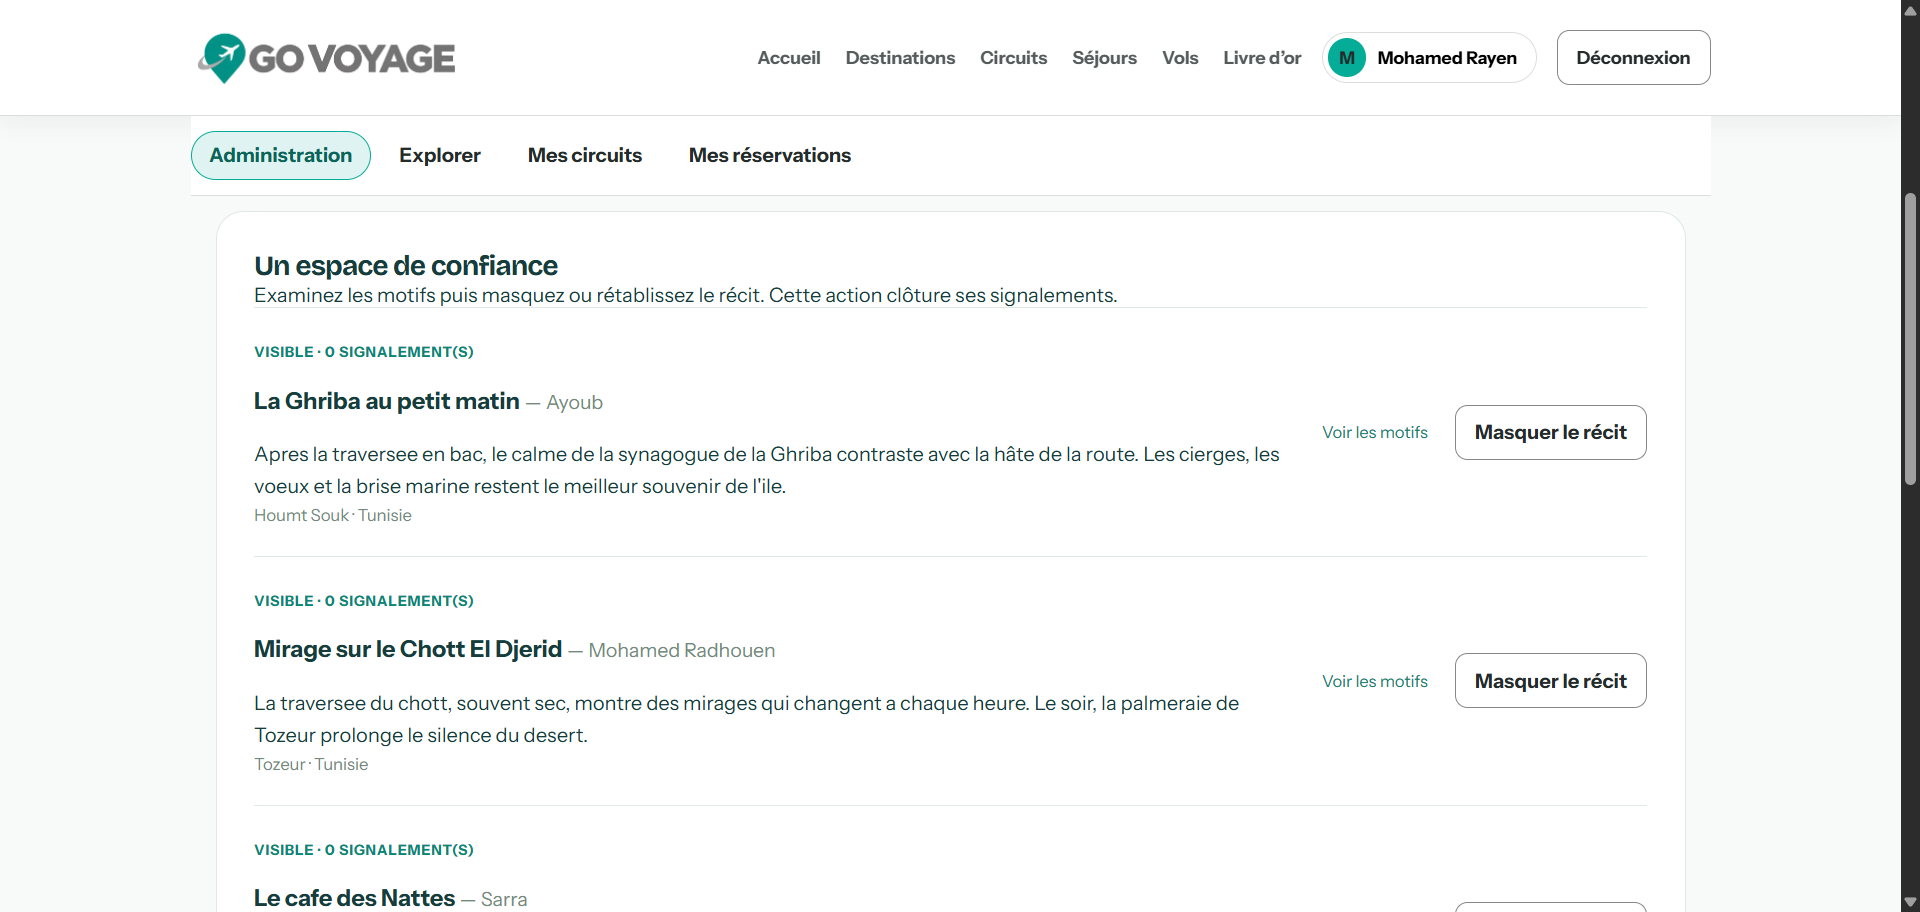 GO VOYAGE
Accueil Destinations Circuits Séjours Vols Livre d’or M Mohamed Rayen Déconnexion
Administration Explorer Mes circuits Mes réservations
Un espace de confiance
Examinez les motifs puis masquez ou rétablissez le récit. Cette action clôture ses signalements.
VISIBLE · 0 SIGNALEMENT(S)
La Ghriba au petit matin — Ayoub
Voir les motifs Masquer le récit
Apres la traversee en bac, le calme de la synagogue de la Ghriba contraste avec la hâte de la route. Les cierges, les
voeux et la brise marine restent le meilleur souvenir de l'ile.
Houmt Souk · Tunisie
VISIBLE · 0 SIGNALEMENT(S)
Mirage sur le Chott El Djerid — Mohamed Radhouen
Voir les motifs Masquer le récit
La traversee du chott, souvent sec, montre des mirages qui changent a chaque heure. Le soir, la palmeraie de
Tozeur prolonge le silence du desert.
Tozeur · Tunisie
VISIBLE · 0 SIGNALEMENT(S)
Le cafe des Nattes — Sarra